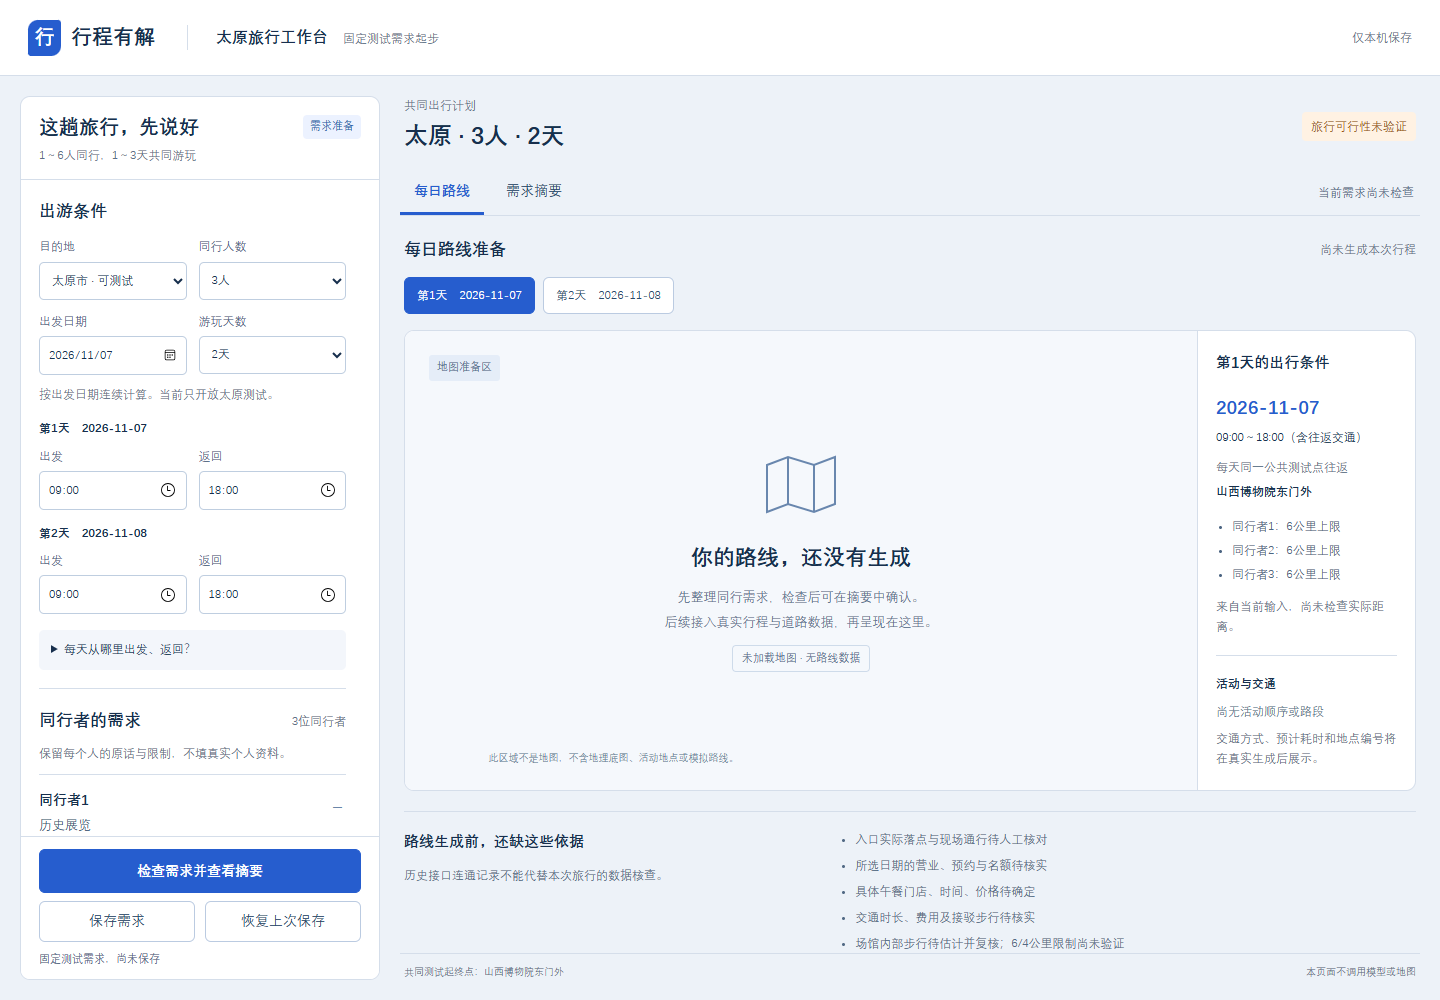 行 行程有解 太原旅行工作台 固定测试需求起步 仅本机保存
这趟旅行，先说好 需求准备
1～6人同行，1～3天共同游玩
出游条件
目的地 同行人数
太原市 · 可测试 3人
出发日期 游玩天数
2026/11/07 2天
按出发日期连续计算。当前只开放太原测试。
第1天 2026-11-07
出发 返回
09:00 18:00
第2天 2026-11-08
出发 返回
09:00 18:00
▶ 每天从哪里出发、返回？
同行者的需求 3位同行者
保留每个人的原话与限制，不填真实个人资料。
同行者1 —
历史展览
检查需求并查看摘要
保存需求 恢复上次保存
固定测试需求，尚未保存
共同出行计划
太原 · 3人 · 2天 旅行可行性未验证
每日路线 需求摘要 当前需求尚未检查
每日路线准备 尚未生成本次行程
第1天 2026-11-07 第2天 2026-11-08
地图准备区
你的路线，还没有生成
先整理同行需求，检查后可在摘要中确认。
后续接入真实行程与道路数据，再呈现在这里。
未加载地图 · 无路线数据
此区域不是地图，不含地理底图、活动地点或模拟路线。
第1天的出行条件
2026-11-07
09:00～18:00（含往返交通）
每天同一公共测试点往返
山西博物院东门外
• 同行者1：6公里上限
• 同行者2：6公里上限
• 同行者3：6公里上限
来自当前输入，尚未检查实际距
离。
活动与交通
尚无活动顺序或路段
交通方式、预计耗时和地点编号将
在真实生成后展示。
路线生成前，还缺这些依据
历史接口连通记录不能代替本次旅行的数据核查。
• 入口实际落点与现场通行待人工核对
• 所选日期的营业、预约与名额待核实
• 具体午餐门店、时间、价格待确定
• 交通时长、费用及接驳步行待核实
• 场馆内部步行待估计并复核；6/4公里限制尚未验证
共同测试起终点：山西博物院东门外 本页面不调用模型或地图